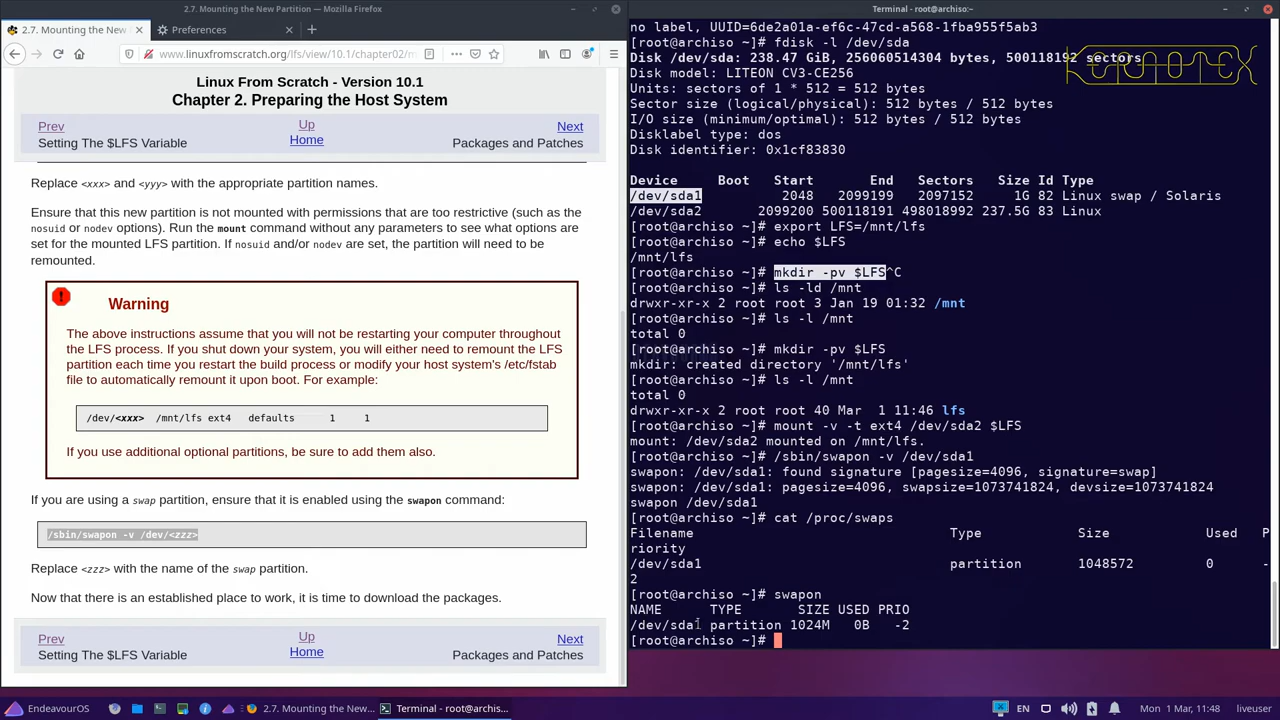 2.7. Mounting the New Partition — Mozilla Firefox
2.7. Mounting the New Par
Preferences
www.linuxfromscratch.org/lfs/view/10.1/chapter02/m
Linux From Scratch - Version 10.1
Chapter 2. Preparing the Host System
Prev
Up
Next
Setting The $LFS Variable
Home
Packages and Patches
Replace <xxx> and <yyy> with the appropriate partition names.
Ensure that this new partition is not mounted with permissions that are too restrictive (such as the
nosuid or nodev options). Run the mount command without any parameters to see what options are
set for the mounted LFS partition. If nosuid and/or nodev are set, the partition will need to be
remounted.
Warning
The above instructions assume that you will not be restarting your computer throughout
the LFS process. If you shut down your system, you will either need to remount the LFS
partition each time you restart the build process or modify your host system's /etc/fstab
file to automatically remount it upon boot. For example:
/dev/<xxx>  /mnt/lfs ext4   defaults      1     1
If you use additional optional partitions, be sure to add them also.
If you are using a swap partition, ensure that it is enabled using the swapon command:
/sbin/swapon -v /dev/<zzz>
Replace <zzz> with the name of the swap partition.
Now that there is an established place to work, it is time to download the packages.
Prev
Up
Next
Setting The $LFS Variable
Home
Packages and Patches
Terminal - root@archiso:~
no label, UUID=6de2a01a-ef6c-47cd-a568-1fba955f5ab3
[root@archiso ~]# fdisk -l /dev/sda
Disk /dev/sda: 238.47 GiB, 256060514304 bytes, 500118192 sectors
Disk model: LITEON CV3-CE256
Units: sectors of 1 * 512 = 512 bytes
Sector size (logical/physical): 512 bytes / 512 bytes
I/O size (minimum/optimal): 512 bytes / 512 bytes
Disklabel type: dos
Disk identifier: 0x1cf83830
Device     Boot   Start       End   Sectors   Size Id Type
/dev/sda1          2048   2099199   2097152     1G 82 Linux swap / Solaris
/dev/sda2       2099200 500118191 498018992 237.5G 83 Linux
[root@archiso ~]# export LFS=/mnt/lfs
[root@archiso ~]# echo $LFS
/mnt/lfs
[root@archiso ~]# mkdir -pv $LFS^C
[root@archiso ~]# ls -ld /mnt
drwxr-xr-x 2 root root 3 Jan 19 01:32 /mnt
[root@archiso ~]# ls -l /mnt
total 0
[root@archiso ~]# mkdir -pv $LFS
mkdir: created directory '/mnt/lfs'
[root@archiso ~]# ls -l /mnt
total 0
drwxr-xr-x 2 root root 40 Mar  1 11:46 lfs
[root@archiso ~]# mount -v -t ext4 /dev/sda2 $LFS
mount: /dev/sda2 mounted on /mnt/lfs.
[root@archiso ~]# /sbin/swapon -v /dev/sda1
swapon: /dev/sda1: found signature [pagesize=4096, signature=swap]
swapon: /dev/sda1: pagesize=4096, swapsize=1073741824, devsize=1073741824
swapon /dev/sda1
[root@archiso ~]# cat /proc/swaps
Filename                                Type            Size            Used            P
riority
/dev/sda1                               partition       1048572         0               -
2
[root@archiso ~]# swapon
NAME      TYPE       SIZE USED PRIO
/dev/sda1 partition 1024M   0B   -2
[root@archiso ~]#
EndeavourOS
2.7. Mounting the New...
Terminal - root@archis...
EN
Mon 1 Mar, 11:48
liveuser